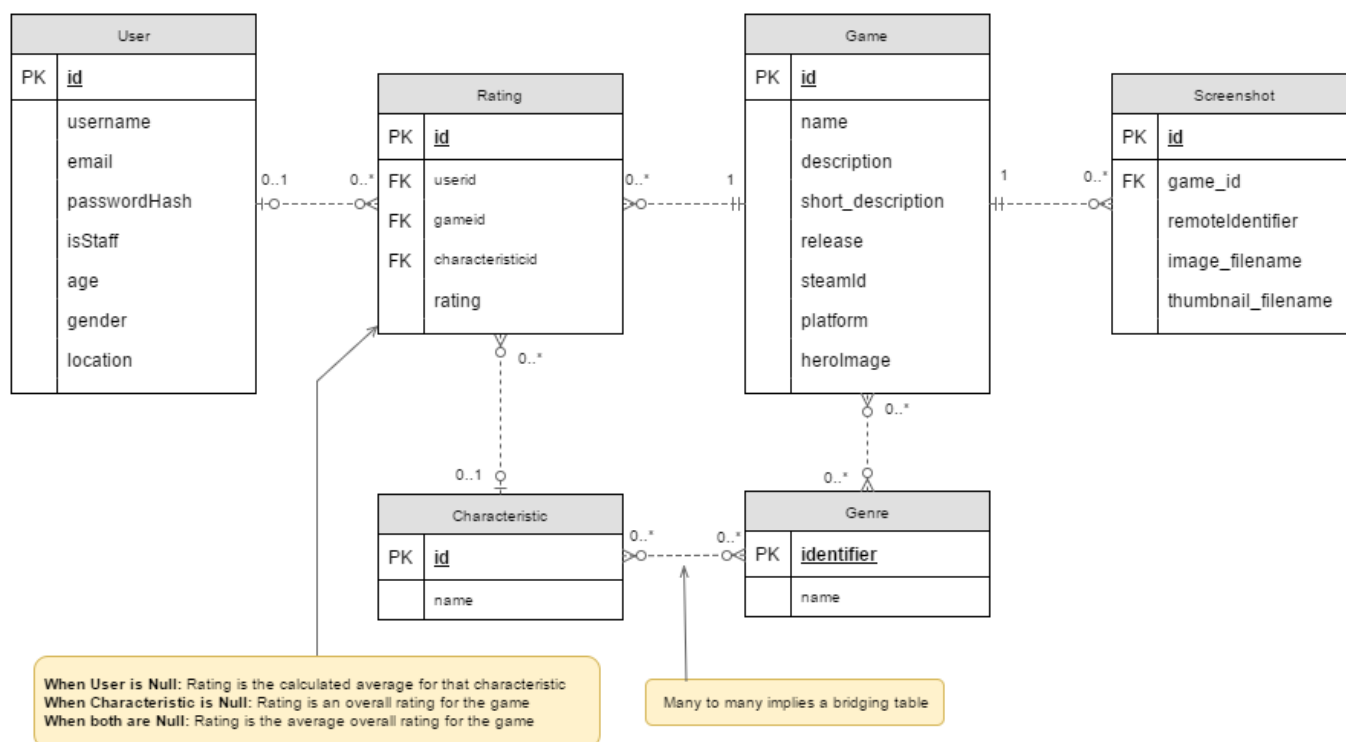 User
PK id
username
email
passwordHash
isStaff
age
gender
location
0..1
0..*
Rating
PK id
FK userid
FK gameid
FK characteristicid
rating
0..*
1
Game
PK id
name
description
short_description
release
steamId
platform
heroImage
1
0..*
Screenshot
PK id
FK game_id
remoteIdentifier
image_filename
thumbnail_filename
0..*
0..1
0..*
0..*
Characteristic
PK id
name
0..*
0..*
Genre
PK identifier
name
When User is Null: Rating is the calculated average for that characteristic
When Characteristic is Null: Rating is an overall rating for the game
When both are Null: Rating is the average overall rating for the game
Many to many implies a bridging table